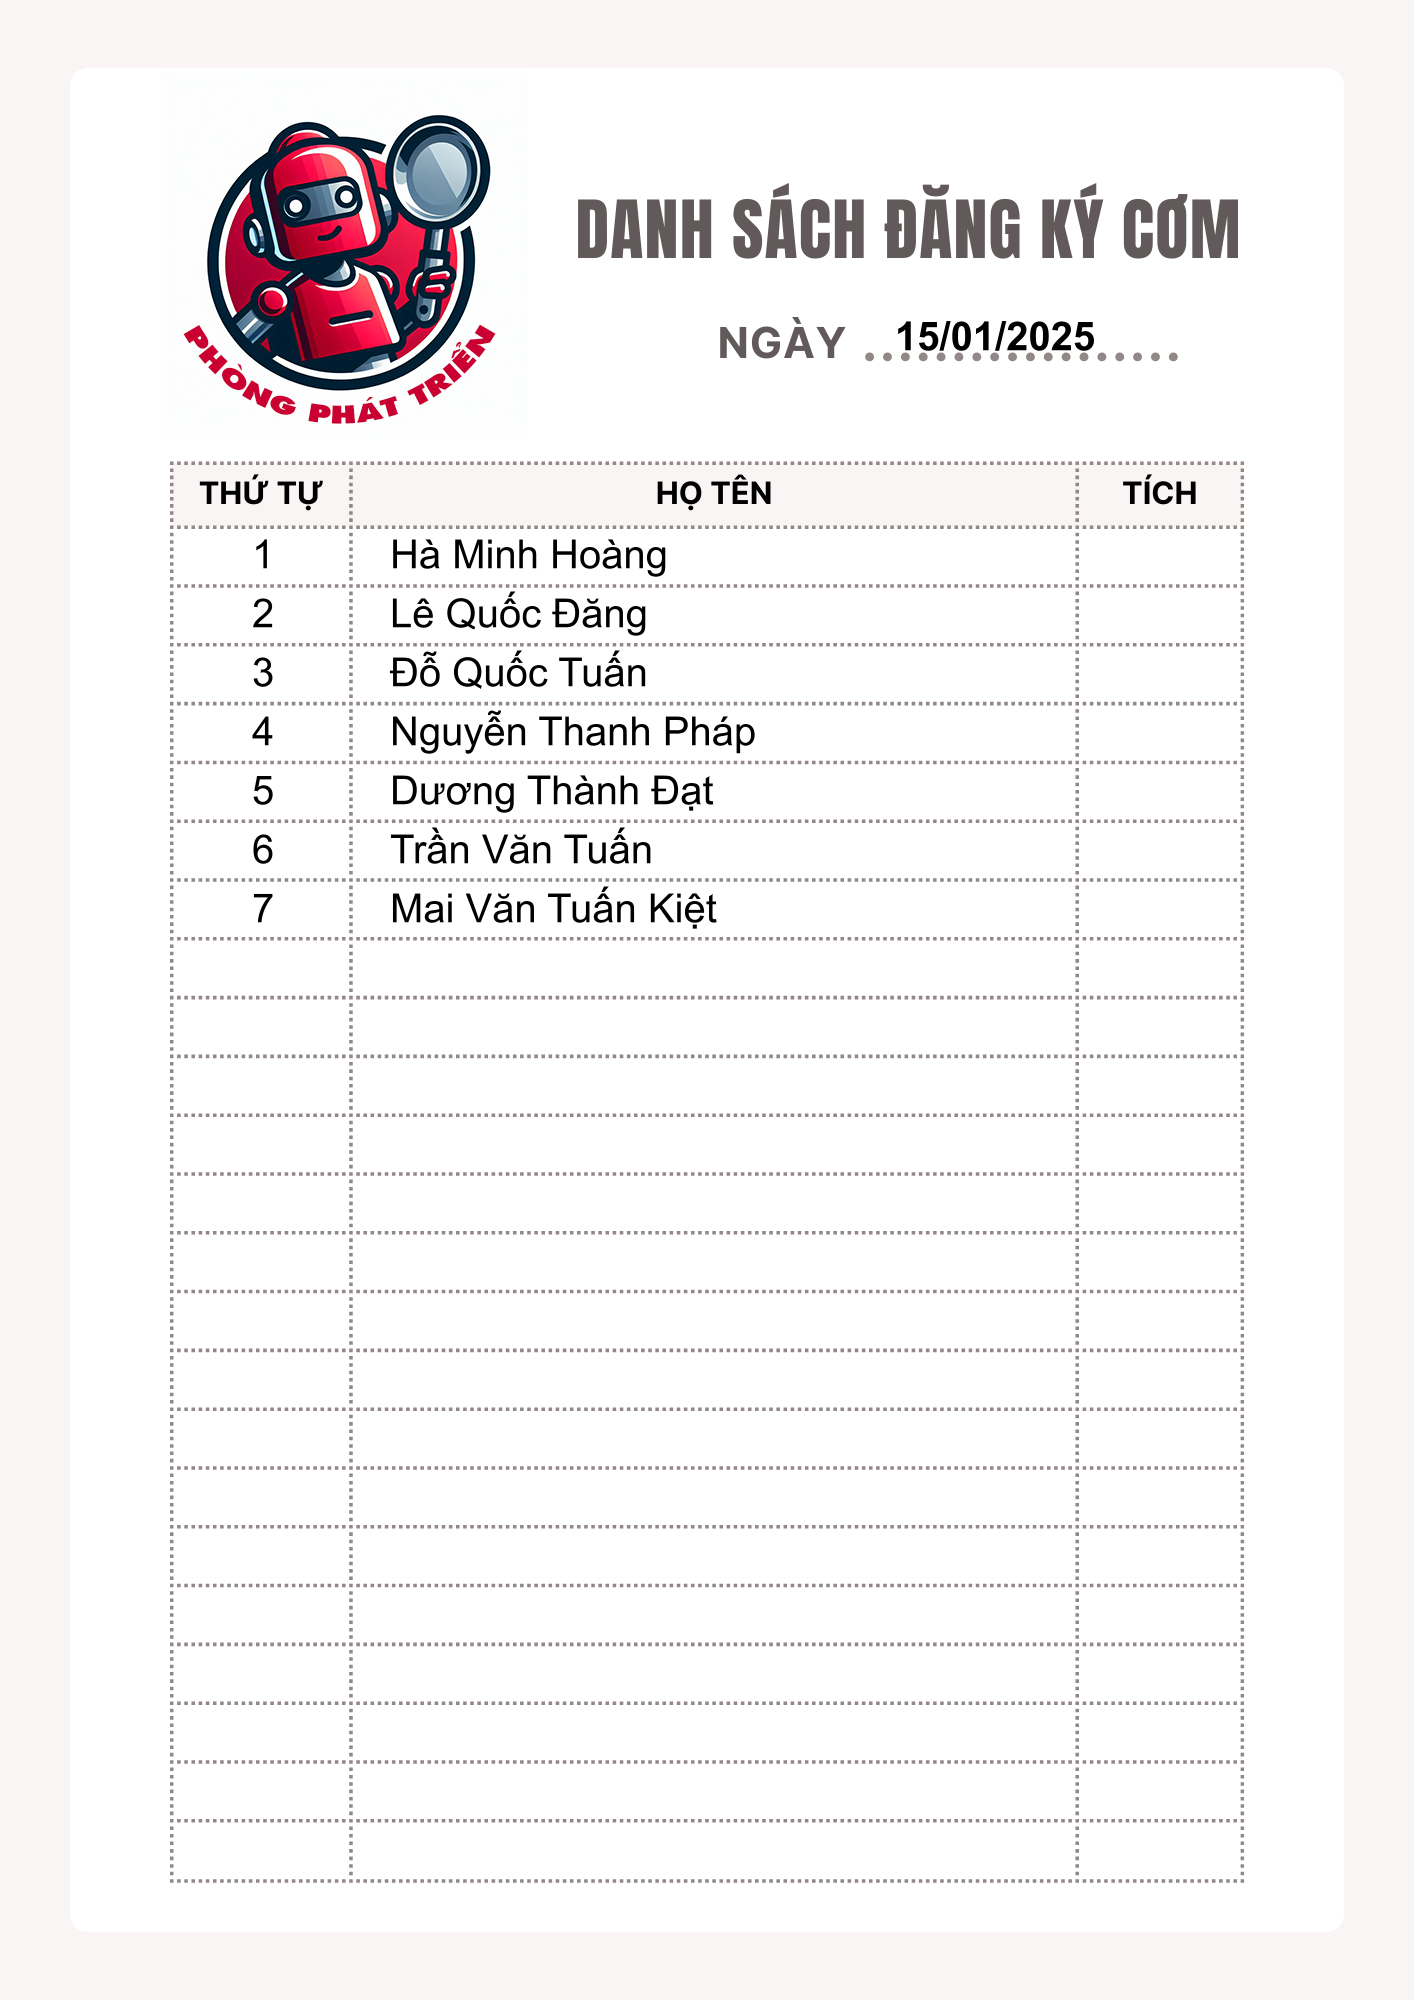 PHÒNG PHÁT TRIỂN
DANH SÁCH ĐĂNG KÝ CƠM
NGÀY 15/01/2025
THỨ TỰ HỌ TÊN TÍCH
1 Hà Minh Hoàng
2 Lê Quốc Đăng
3 Đỗ Quốc Tuấn
4 Nguyễn Thanh Pháp
5 Dương Thành Đạt
6 Trần Văn Tuấn
7 Mai Văn Tuấn Kiệt